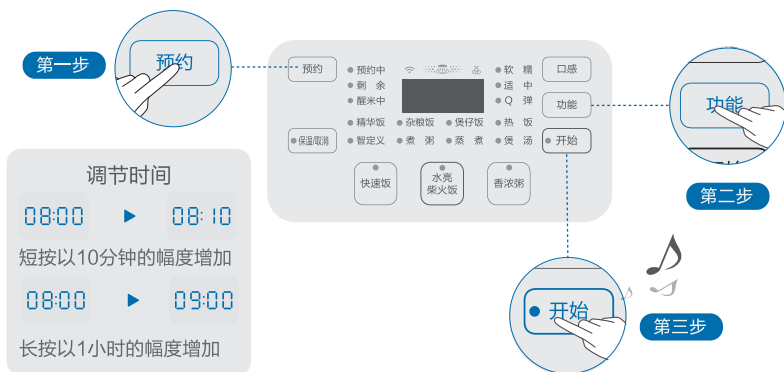 第一步
预约
预约
预约中
软 糯
口感
剩 余
适 中
醒米中
Q 弹
功能
精华饭
杂粮饭
煲仔饭
热 饭
保温/取消
智定义
煮 粥
蒸 煮
煲 汤
开始
快速饭
水亮
柴火饭
香浓粥
功能
第二步
调节时间
08:00
08:10
短按以10分钟的幅度增加
08:00
09:00
长按以1小时的幅度增加
开始
第三步